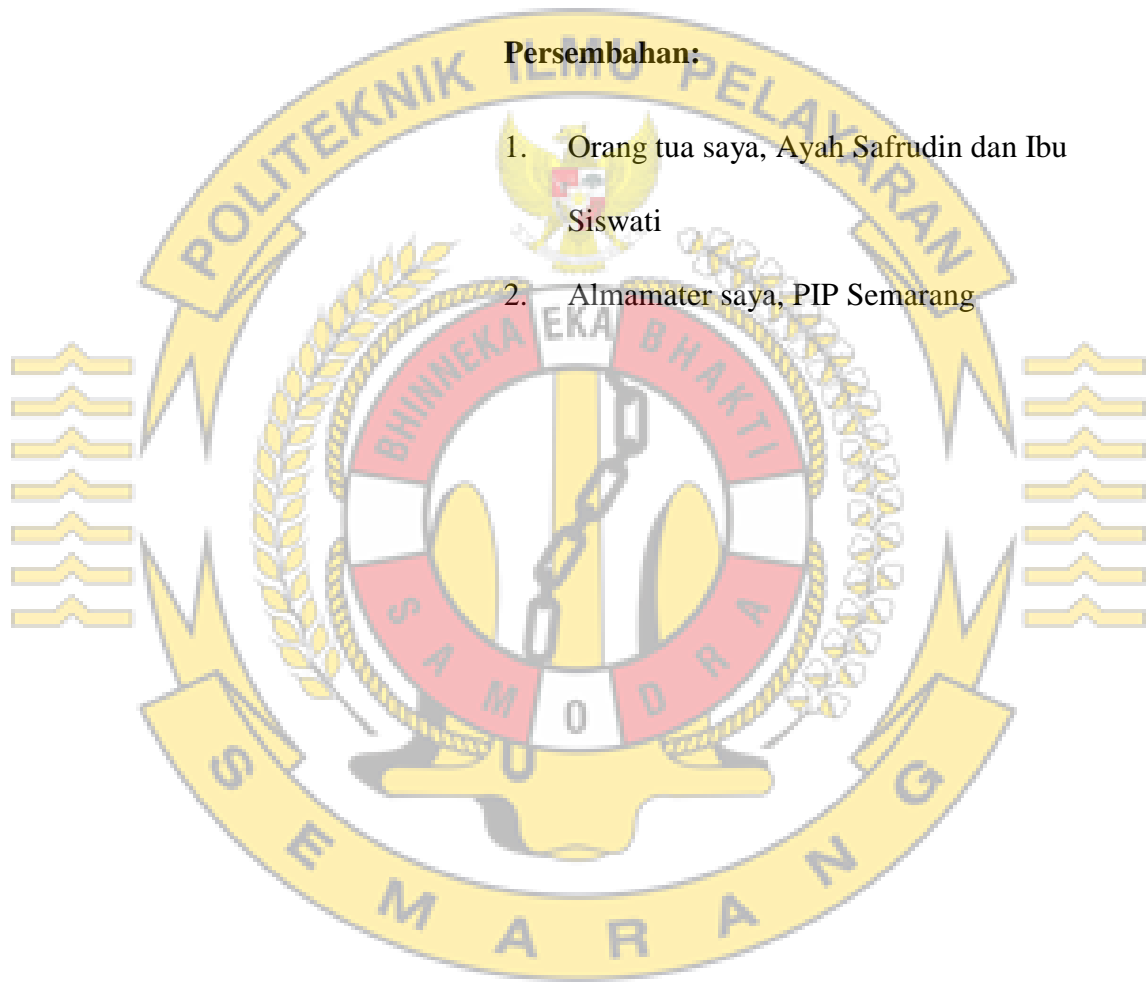 Persembahan:
POLITEKNIK ILMU PELAYARAN
1. Orang tua saya, Ayah Safrudin dan Ibu
Siswati
2. Almamater saya, PIP Semarang
BHINNEKA EKA BHAKTI
SAMODRA
SEMARANG